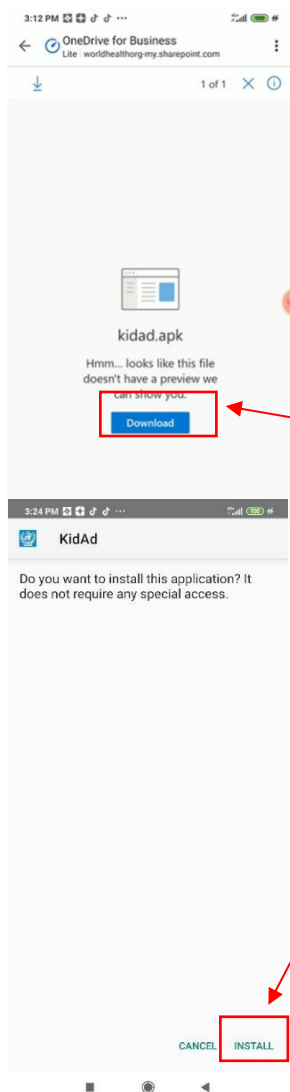 3:12 PM
100
OneDrive for Business
Lite worldhealthorg-my.sharepoint.com
1 of 1
kidad.apk
Hmm... looks like this file
doesn't have a preview we
can show you.
Download
3:24 PM
100
KidAd
Do you want to install this application? It
does not require any special access.
CANCEL INSTALL